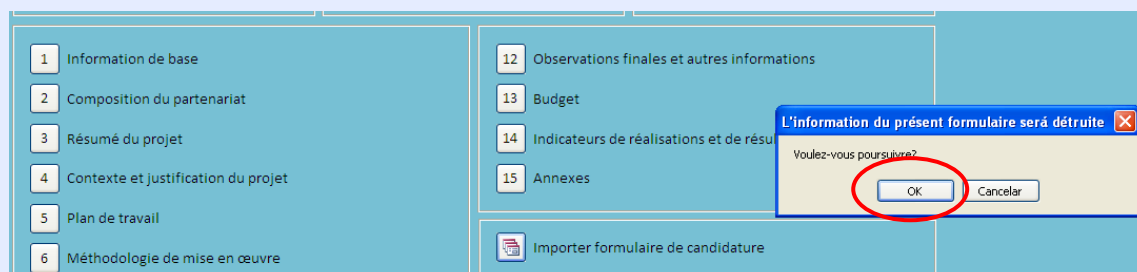 1 Information de base
2 Composition du partenariat
3 Résumé du projet
4 Contexte et justification du projet
5 Plan de travail
6 Méthodologie de mise en œuvre
12 Observations finales et autres informations
13 Budget
14 Indicateurs de réalisations et de
15 Annexes
Importer formulaire de candidature
L'information du présent formulaire será détruite
Voulez-vous poursuivre?
OK Cancelar